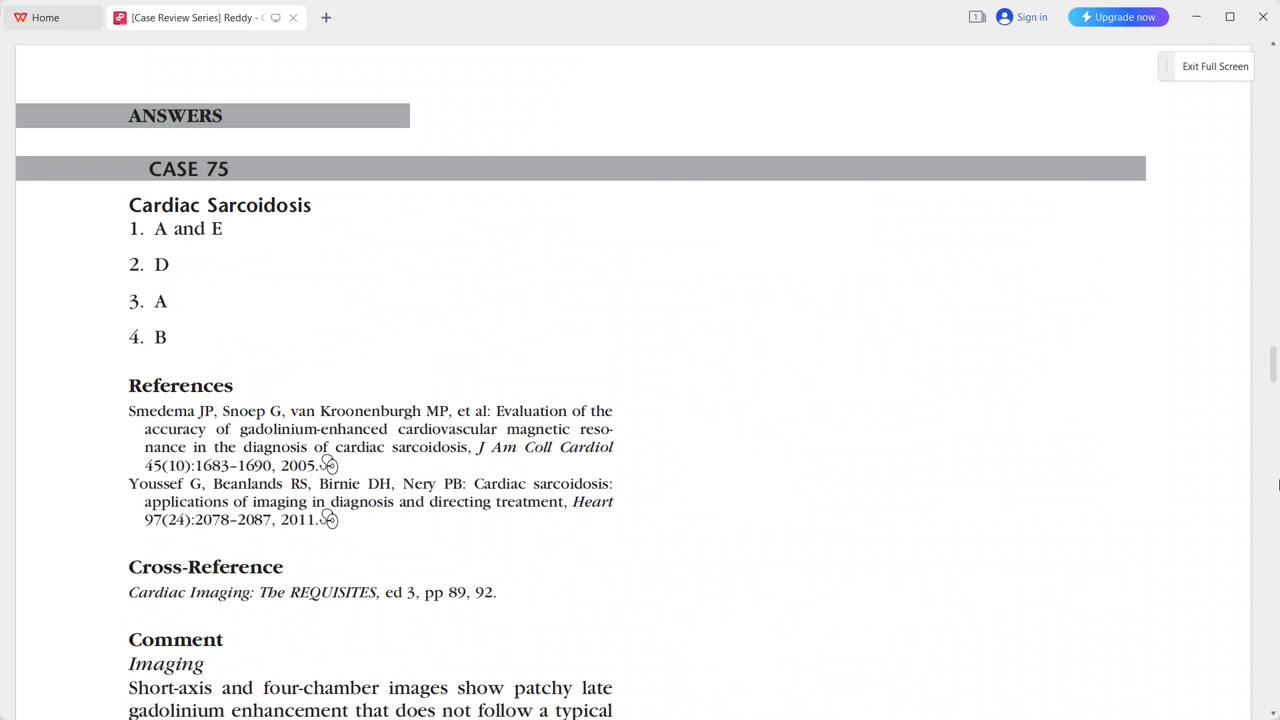 Home
[Case Review Series] Reddy -
1
Sign in
Upgrade now
Exit Full Screen
ANSWERS
CASE 75
Cardiac Sarcoidosis
1. A and E
2. D
3. A
4. B
References
Smedema JP, Snoep G, van Kroonenburgh MP, et al: Evaluation of the
accuracy of gadolinium-enhanced cardiovascular magnetic reso-
nance in the diagnosis of cardiac sarcoidosis, J Am Coll Cardiol
45(10):1683–1690, 2005.
Youssef G, Beanlands RS, Birnie DH, Nery PB: Cardiac sarcoidosis:
applications of imaging in diagnosis and directing treatment, Heart
97(24):2078–2087, 2011.
Cross-Reference
Cardiac Imaging: The REQUISITES, ed 3, pp 89, 92.
Comment
Imaging
Short-axis and four-chamber images show patchy late
gadolinium enhancement that does not follow a typical